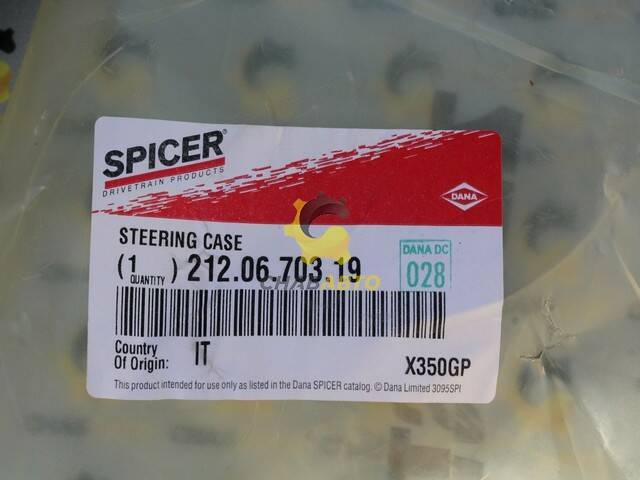 SPICER®
DRIVETRAIN PRODUCTS
DANA
STEERING CASE
(1 QUANTITY ) 212.06.703.19
DANA DC
028
СНАБАВТО
Country
Of Origin: IT
X350GP
This product intended for use only as listed in the Dana SPICER catalog. © Dana Limited 3095SPI